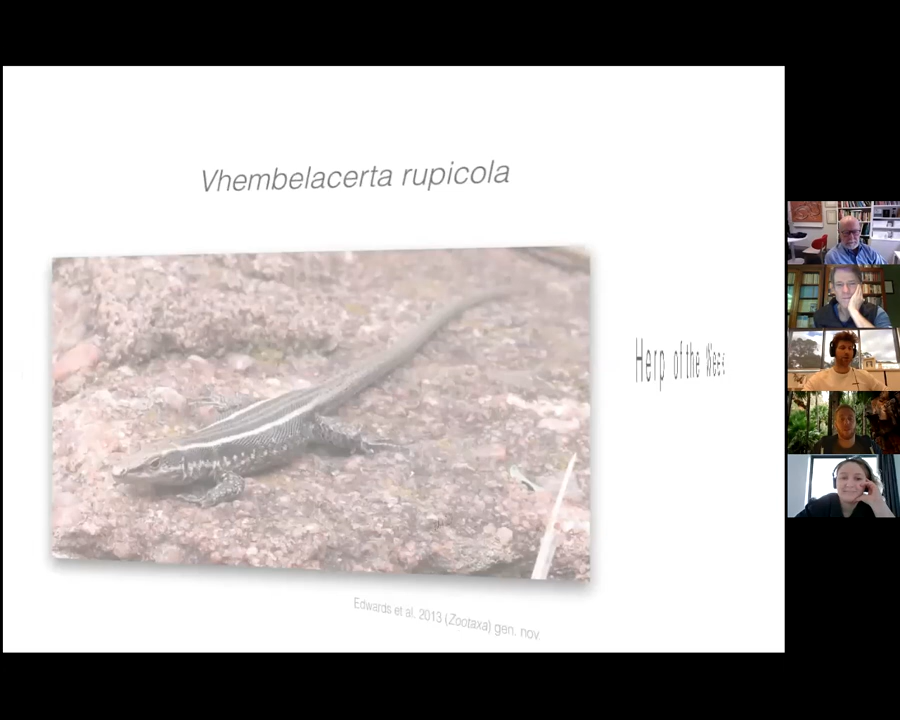 Vhembelacerta rupicola
Herp of the
Edwards et al. 2013 (Zootaxa) gen. nov.